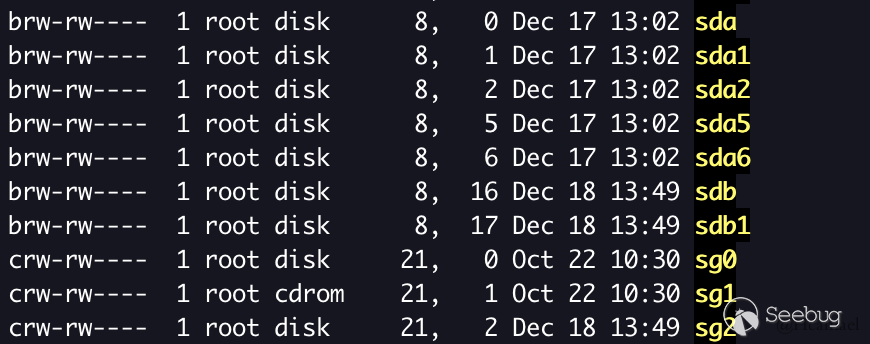 brw-rw---- 1 root disk 8, 0 Dec 17 13:02 sda
brw-rw---- 1 root disk 8, 1 Dec 17 13:02 sda1
brw-rw---- 1 root disk 8, 2 Dec 17 13:02 sda2
brw-rw---- 1 root disk 8, 5 Dec 17 13:02 sda5
brw-rw---- 1 root disk 8, 6 Dec 17 13:02 sda6
brw-rw---- 1 root disk 8, 16 Dec 18 13:49 sdb
brw-rw---- 1 root disk 8, 17 Dec 18 13:49 sdb1
crw-rw---- 1 root disk 21, 0 Oct 22 10:30 sg0
crw-rw---- 1 root cdrom 21, 1 Oct 22 10:30 sg1
crw-rw---- 1 root disk 21, 2 Dec 18 13:49 sg2
Seebug